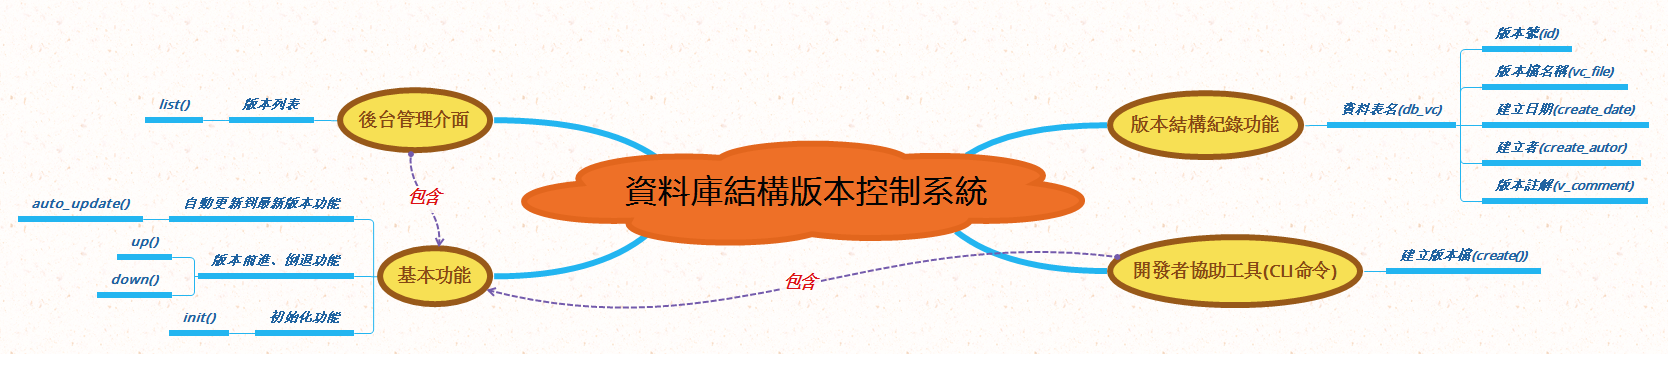 資料庫結構版本控制系統
後台管理介面
版本列表
list()
包含
基本功能
自動更新到最新版本功能
auto_update()
版本前進、倒退功能
up()
down()
初始化功能
init()
版本結構紀錄功能
資料表名(db_vc)
版本號(id)
版本檔名稱(vc_file)
建立日期(create_date)
建立者(create_autor)
版本註解(v_comment)
開發者協助工具(CLI命令)
建立版本檔(create())
包含